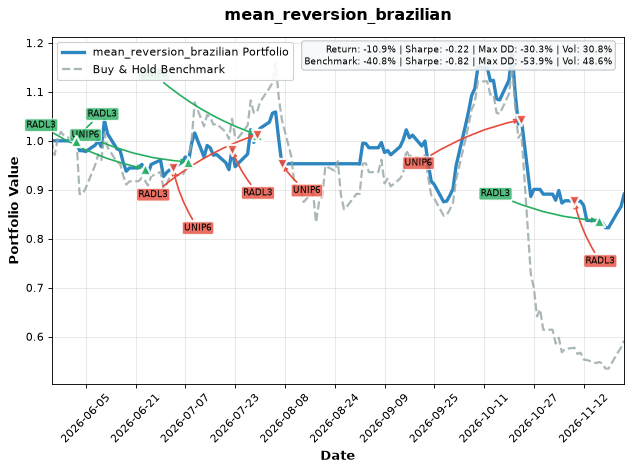 mean_reversion_brazilian
Return: -10.9% | Sharpe: -0.22 | Max DD: -30.3% | Vol: 30.8%
Benchmark: -40.8% | Sharpe: -0.82 | Max DD: -53.9% | Vol: 48.6%
mean_reversion_brazilian Portfolio
Buy & Hold Benchmark
1.2
1.1
1.0
0.9
0.8
0.7
0.6
Portfolio Value
RADL3
RADL3
UNIP6
RADL3
UNIP6
RADL3
UNIP6
UNIP6
RADL3
RADL3
2026-06-05
2026-06-21
2026-07-07
2026-07-23
2026-08-08
2026-08-24
2026-09-09
2026-09-25
2026-10-11
2026-10-27
2026-11-12
Date